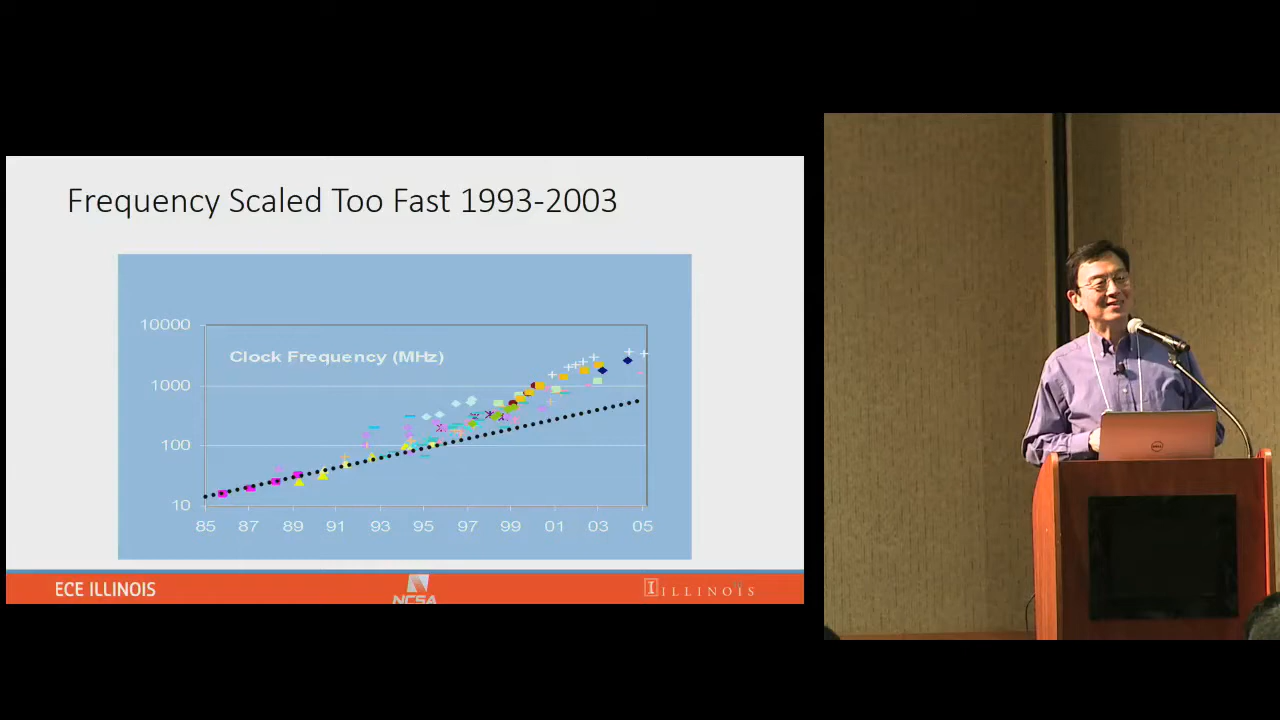 Frequency Scaled Too Fast 1993-2003
Clock Frequency (MHz)
10000
1000
100
10
85 87 89 91 93 95 97 99 01 03 05
ECE ILLINOIS
NCSA
I ILLINOIS
DELL